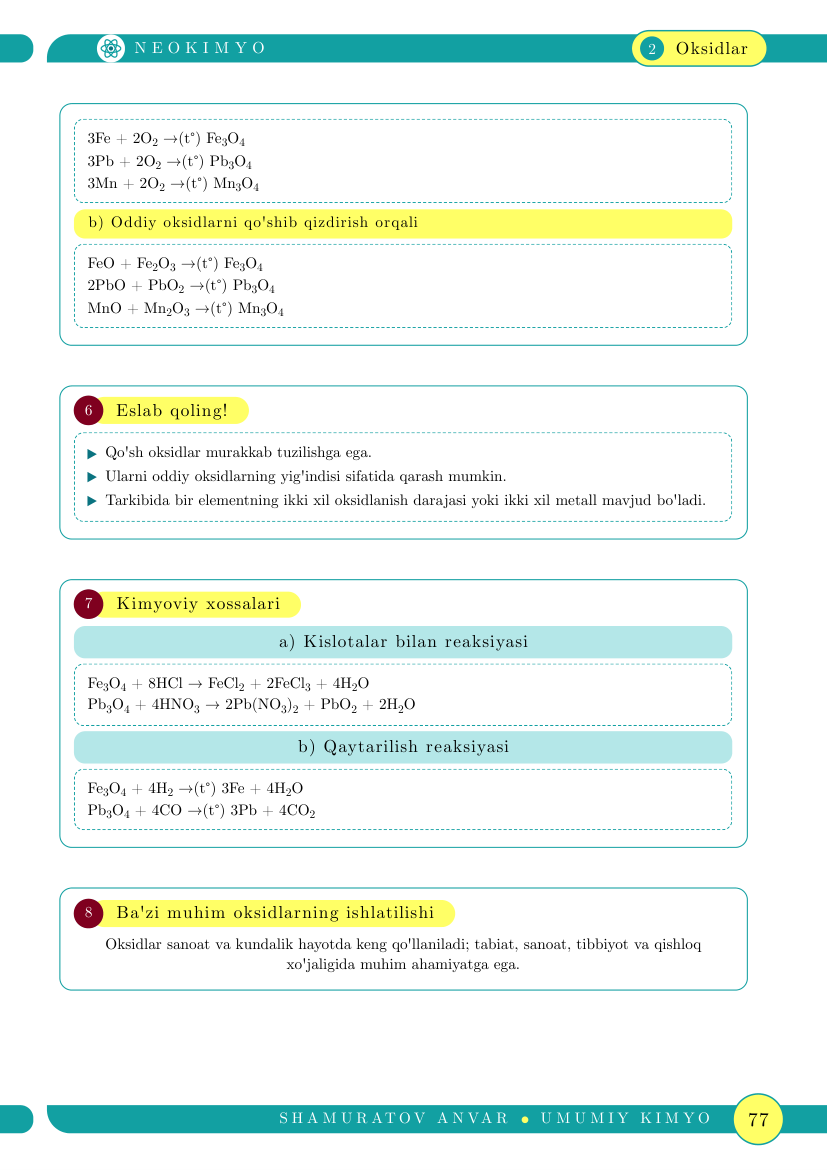 NEOKIMYO
2 Oksidlar
3Fe + 2O₂ →(t°) Fe₃O₄
3Pb + 2O₂ →(t°) Pb₃O₄
3Mn + 2O₂ →(t°) Mn₃O₄
b) Oddiy oksidlarni qo'shib qizdirish orqali
FeO + Fe₂O₃ →(t°) Fe₃O₄
2PbO + PbO₂ →(t°) Pb₃O₄
MnO + Mn₂O₃ →(t°) Mn₃O₄
6 Eslab qoling!
▶ Qo'sh oksidlar murakkab tuzilishga ega.
▶ Ularni oddiy oksidlarning yig'indisi sifatida qarash mumkin.
▶ Tarkibida bir elementning ikki xil oksidlanish darajasi yoki ikki xil metall mavjud bo'ladi.
7 Kimyoviy xossalari
a) Kislotalar bilan reaksiyasi
Fe₃O₄ + 8HCl → FeCl₂ + 2FeCl₃ + 4H₂O
Pb₃O₄ + 4HNO₃ → 2Pb(NO₃)₂ + PbO₂ + 2H₂O
b) Qaytarilish reaksiyasi
Fe₃O₄ + 4H₂ →(t°) 3Fe + 4H₂O
Pb₃O₄ + 4CO →(t°) 3Pb + 4CO₂
8 Ba'zi muhim oksidlarning ishlatilishi
Oksidlar sanoat va kundalik hayotda keng qo'llaniladi; tabiat, sanoat, tibbiyot va qishloq
xo'jaligida muhim ahamiyatga ega.
SHAMURATOV ANVAR • UMUMIY KIMYO
77